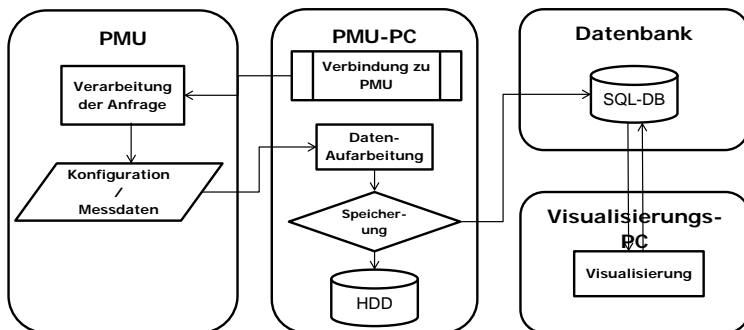 PMU
Verarbeitung
der Anfrage
Konfiguration
/
Messdaten
PMU-PC
Verbindung zu
PMU
Daten-
Aufarbeitung
Speicher-
ung
HDD
Datenbank
SQL-DB
Visualisierungs-
PC
Visualisierung